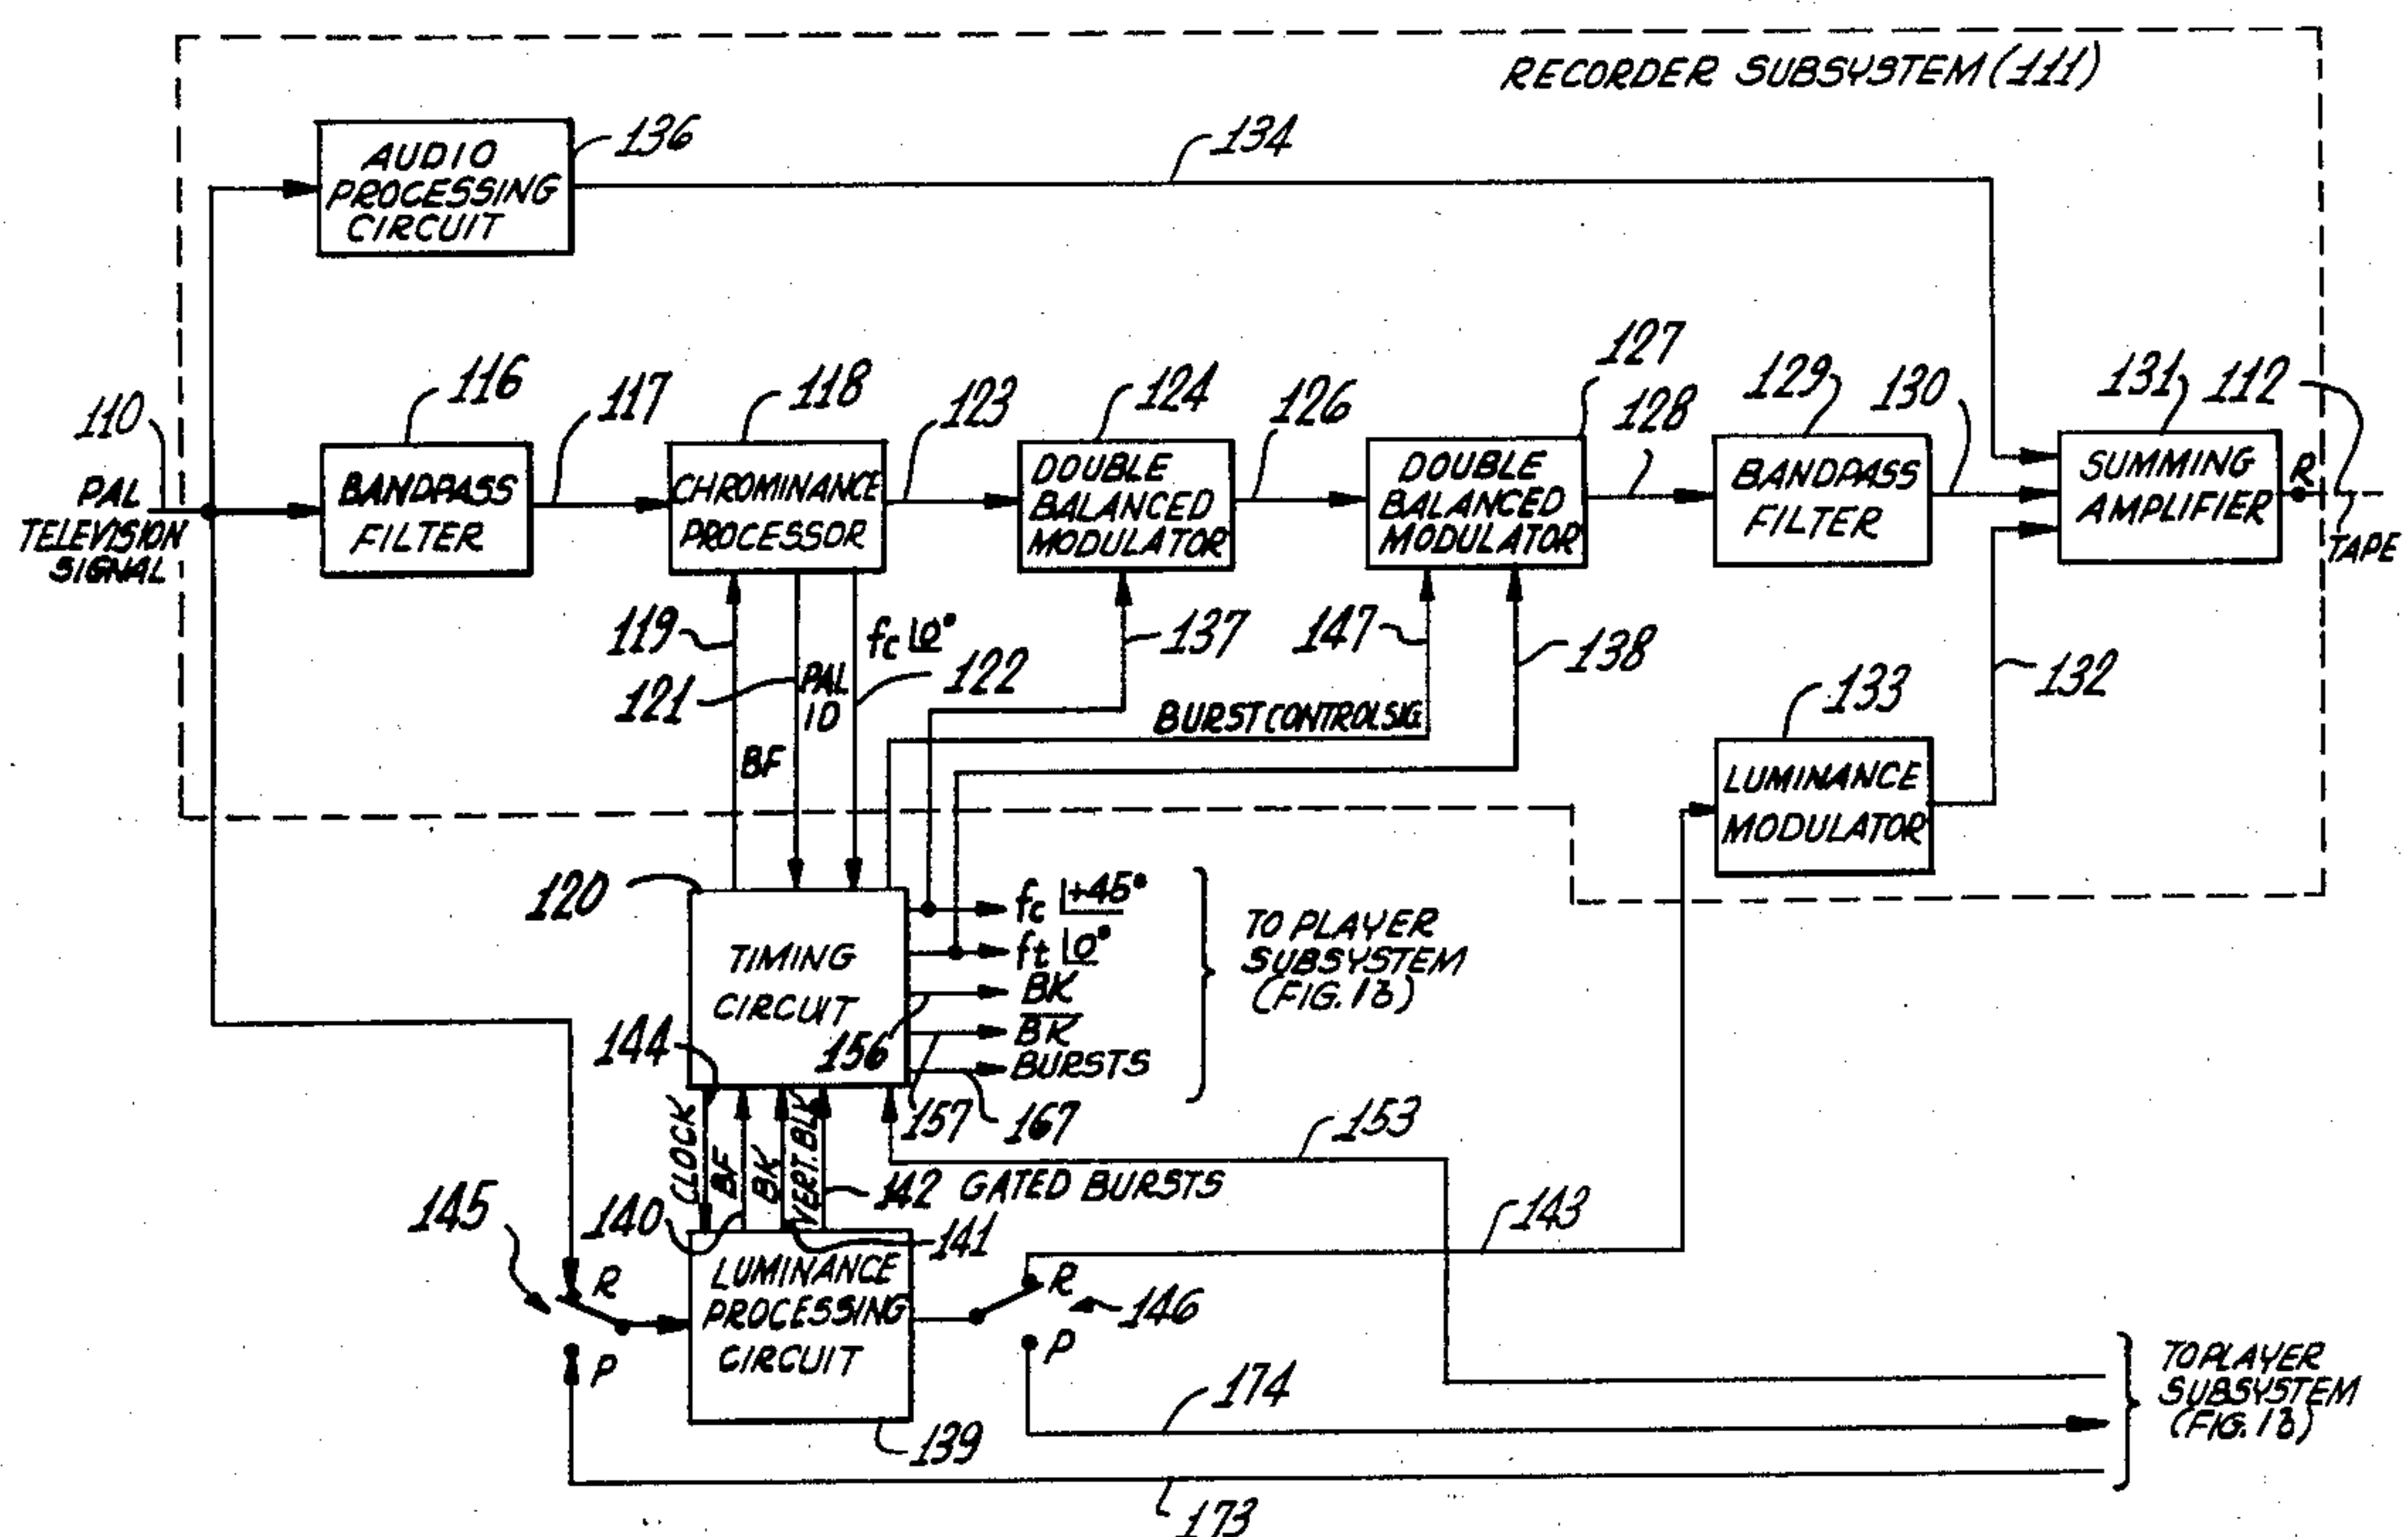 RECORDER SUBSYSTEM (111)
AUDIO
PROCESSING
CIRCUIT
136
134
110
PAL
TELEVISION
SIGNAL
116
BANDPASS
FILTER
117
118
CHROMINANCE
PROCESSOR
123
124
DOUBLE
BALANCED
MODULATOR
126
127
DOUBLE
BALANCED
MODULATOR
128
129
BANDPASS
FILTER
130
131
SUMMING
AMPLIFIER
112
R
TAPE
119
121
BF
PAL
ID
fc 0°
122
137
147
138
BURST CONTROL SIG
133
LUMINANCE
MODULATOR
132
120
TIMING
CIRCUIT
fc +45°
ft 0°
BK
B̅K̅
BURSTS
156
157
167
TO PLAYER
SUBSYSTEM
(FIG. 13)
144
CLOCK
BF
BK
VERT. BLK
140
141
142
GATED BURSTS
153
143
145
R
P
LUMINANCE
PROCESSING
CIRCUIT
139
R
146
P
174
173
TO PLAYER
SUBSYSTEM
(FIG. 13)